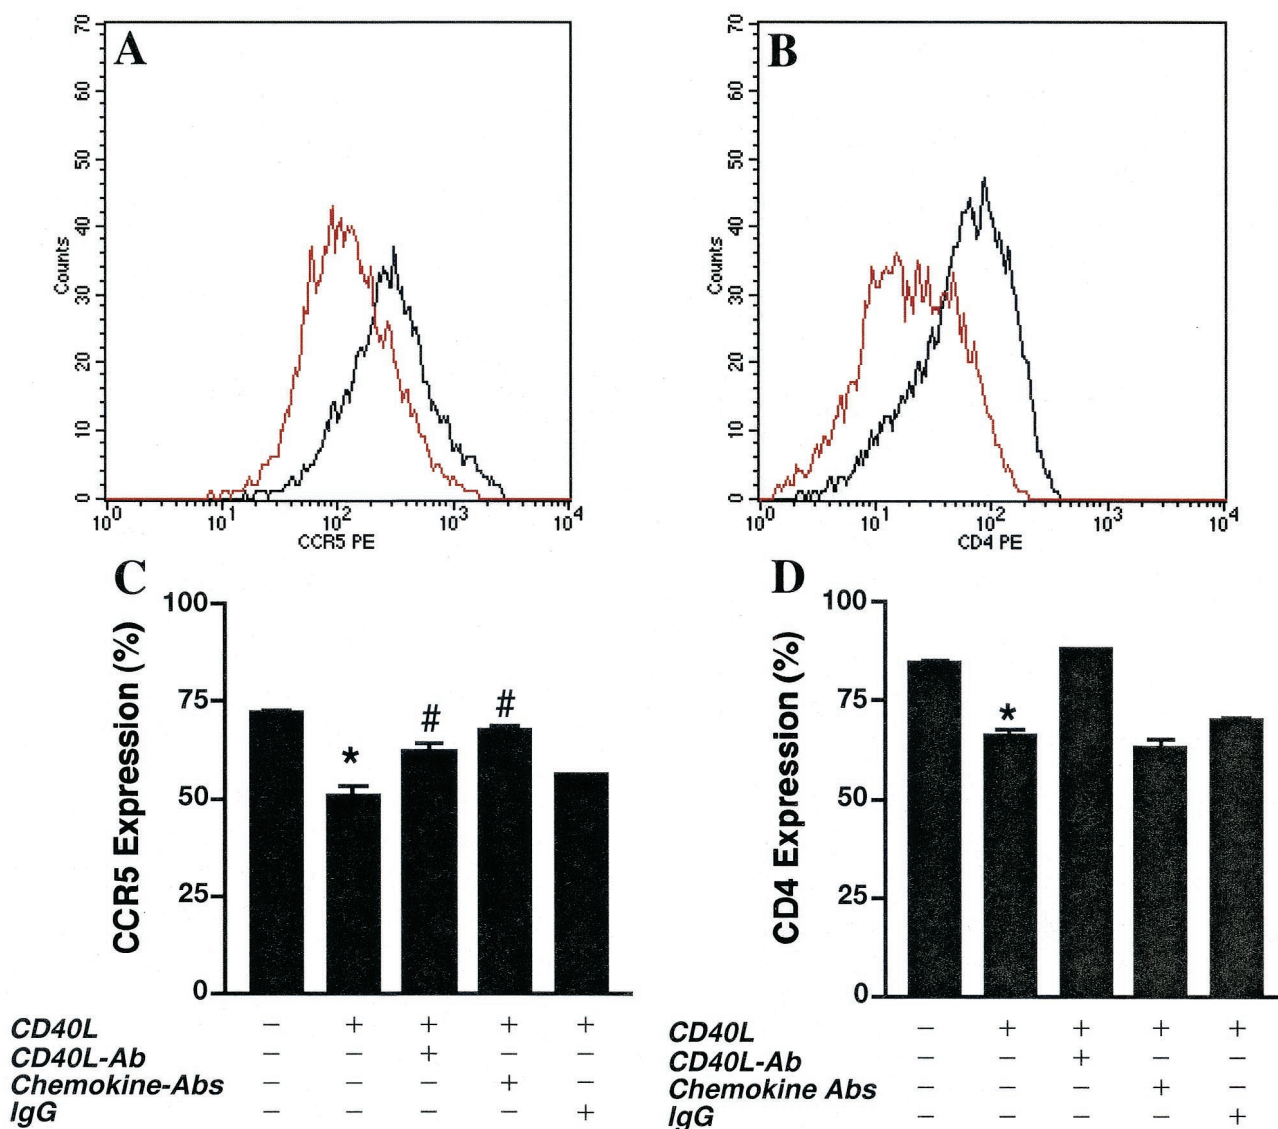 A
70
60
50
40
30
20
10
0
Counts
10^0 10^1 10^2 10^3 10^4
CCR5 PE
B
70
60
50
40
30
20
10
0
Counts
10^0 10^1 10^2 10^3 10^4
CD4 PE
C
100
75
50
25
0
CCR5 Expression (%)
* # #
CD40L − + + + +
CD40L-Ab − − + − −
Chemokine-Abs − − − + −
IgG − − − − +
D
100
75
50
25
0
CD4 Expression (%)
*
CD40L − + + + +
CD40L-Ab − − + − −
Chemokine Abs − − − + −
IgG − − − − +